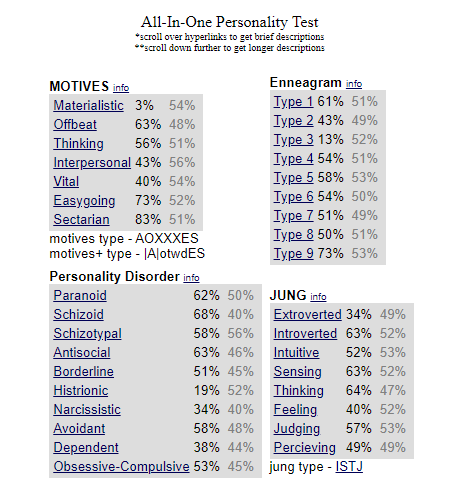 All-In-One Personality Test
*scroll over hyperlinks to get brief descriptions
**scroll down further to get longer descriptions
MOTIVES info
Materialistic 3% 54%
Offbeat 63% 48%
Thinking 56% 51%
Interpersonal 43% 56%
Vital 40% 54%
Easygoing 73% 52%
Sectarian 83% 51%
motives type - AOXXXES
motives+ type - |A|otwdES
Enneagram info
Type 1 61% 51%
Type 2 43% 49%
Type 3 13% 52%
Type 4 54% 51%
Type 5 58% 53%
Type 6 54% 50%
Type 7 51% 49%
Type 8 50% 51%
Type 9 73% 53%
Personality Disorder info
Paranoid 62% 50%
Schizoid 68% 40%
Schizotypal 58% 56%
Antisocial 63% 46%
Borderline 51% 45%
Histrionic 19% 52%
Narcissistic 34% 40%
Avoidant 58% 48%
Dependent 38% 44%
Obsessive-Compulsive 53% 45%
JUNG info
Extroverted 34% 49%
Introverted 63% 52%
Intuitive 52% 53%
Sensing 63% 52%
Thinking 64% 47%
Feeling 40% 52%
Judging 57% 53%
Percieving 49% 49%
jung type - ISTJ